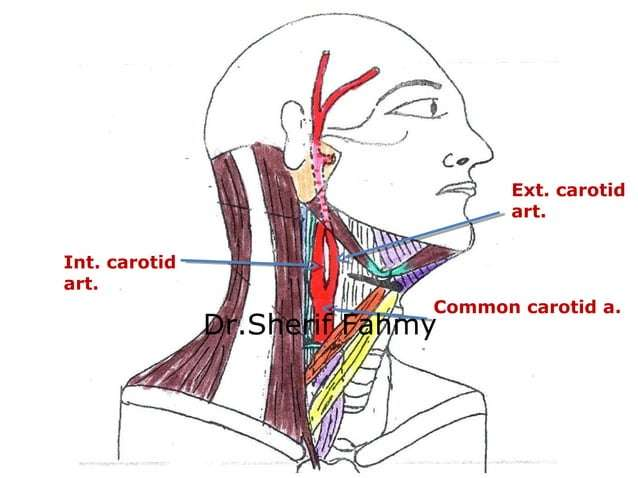 Ext. carotid
art.
Int. carotid
art.
Common carotid a.
Dr.Sherif Fahmy